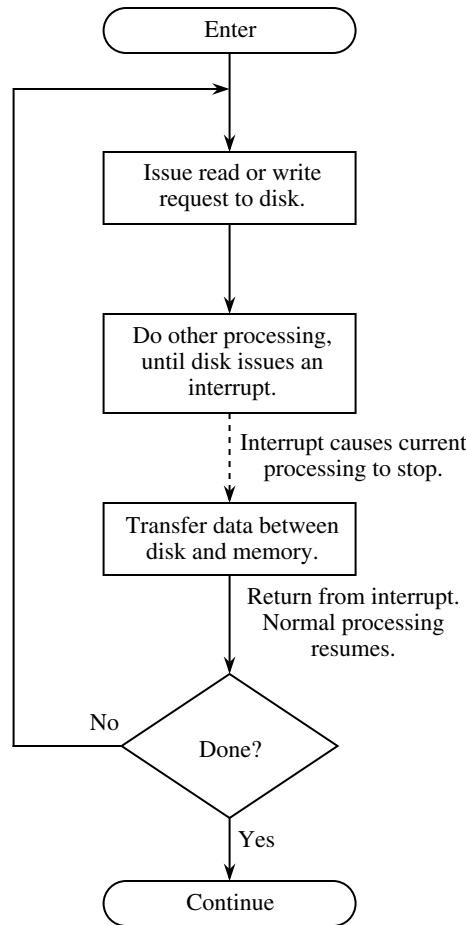 Enter
Issue read or write
request to disk.
Do other processing,
until disk issues an
interrupt.
Interrupt causes current
processing to stop.
Transfer data between
disk and memory.
Return from interrupt.
Normal processing
resumes.
No
Done?
Yes
Continue